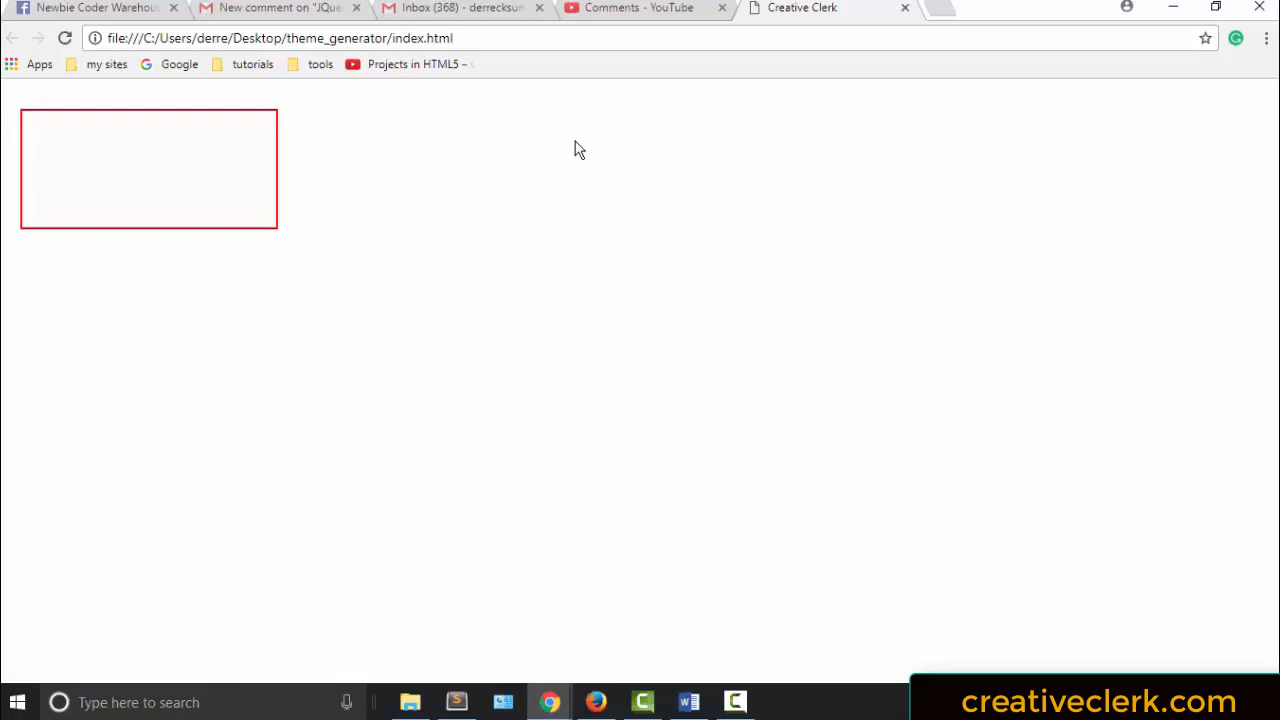 Newbie Coder Warehou
New comment on "JQue
Inbox (368) - derrecksum
Comments - YouTube
Creative Clerk
file:///C:/Users/derre/Desktop/theme_generator/index.html
Apps
my sites
Google
tutorials
tools
Projects in HTML5 –
Type here to search
creativeclerk.com